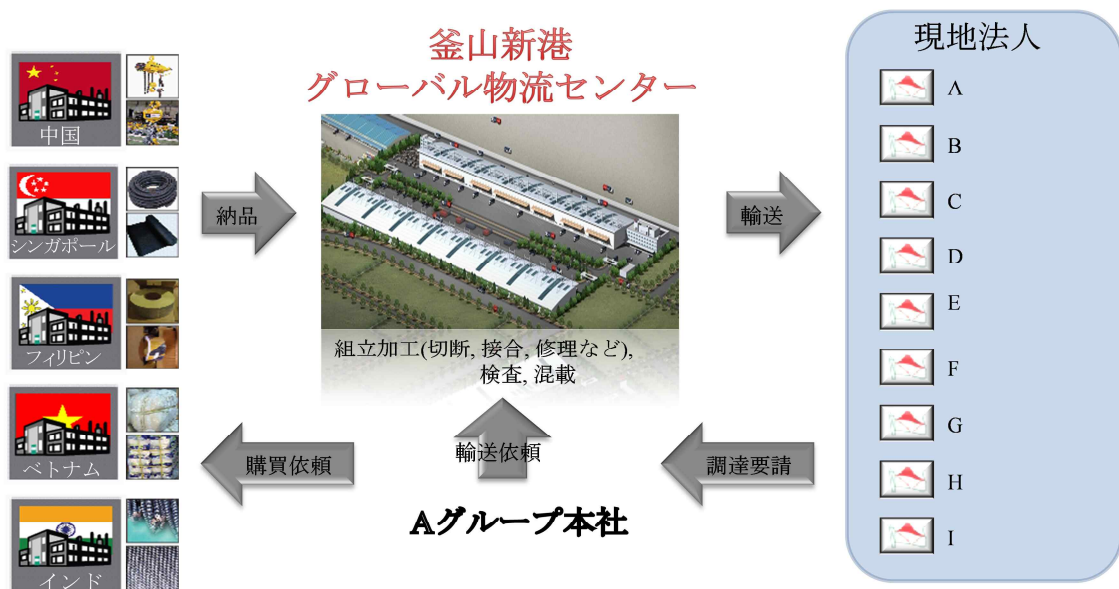 釜山新港
グローバル物流センター
現地法人
中国
シンガポール
フィリピン
ベトナム
インド
納品
輸送
組立加工(切断, 接合, 修理など),
検査, 混載
購買依頼
輸送依頼
調達要請
Aグループ本社
A
B
C
D
E
F
G
H
I